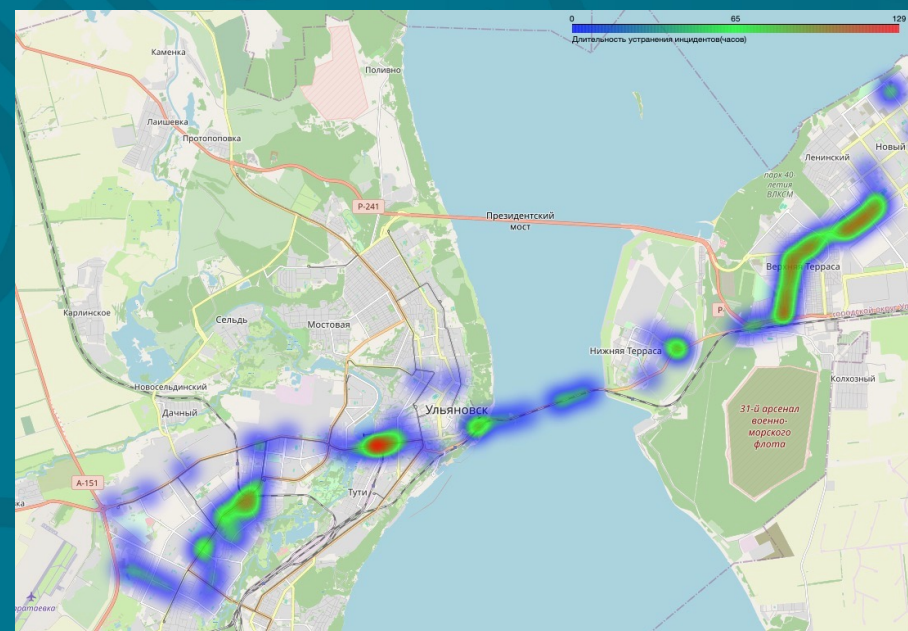 0 65 129
Длительность устранения инцидентов(часов)
Каменка
Поливно
Лаишевка
Протопоповка
Новый
Ленинский
парк 40
летия
ВЛКСМ
Р-241
Президентский
мост
Верхняя Терраса
Карлинское
Сельдь
Мостовая
Р-
Нижняя Терраса
Колхозный
Новосельдинский
Дачный
Ульяновск
31-й арсенал
военно-
морского
флота
А-151
Тути